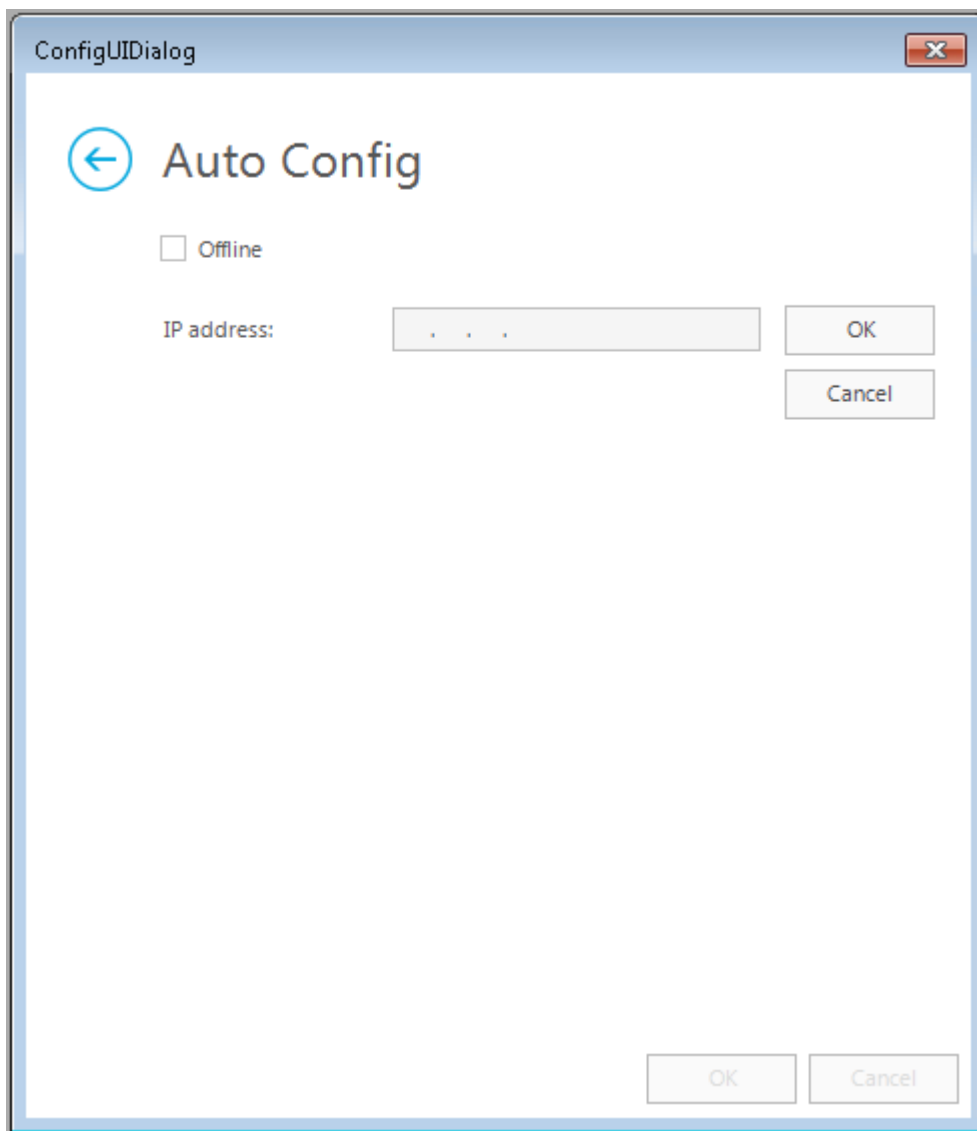 ConfigUIDialog
Auto Config
Offline
IP address: . . . OK
Cancel
OK Cancel